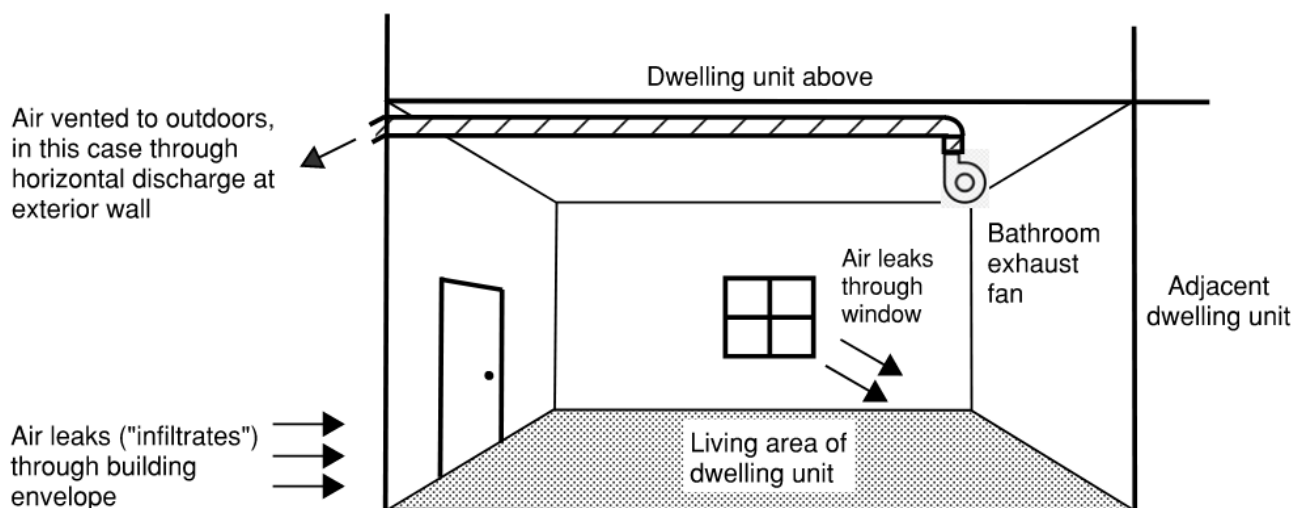 Dwelling unit above
Air vented to outdoors,
in this case through
horizontal discharge at
exterior wall
Air leaks
through
window
Bathroom
exhaust
fan
Adjacent
dwelling unit
Air leaks ("infiltrates")
through building
envelope
Living area of
dwelling unit